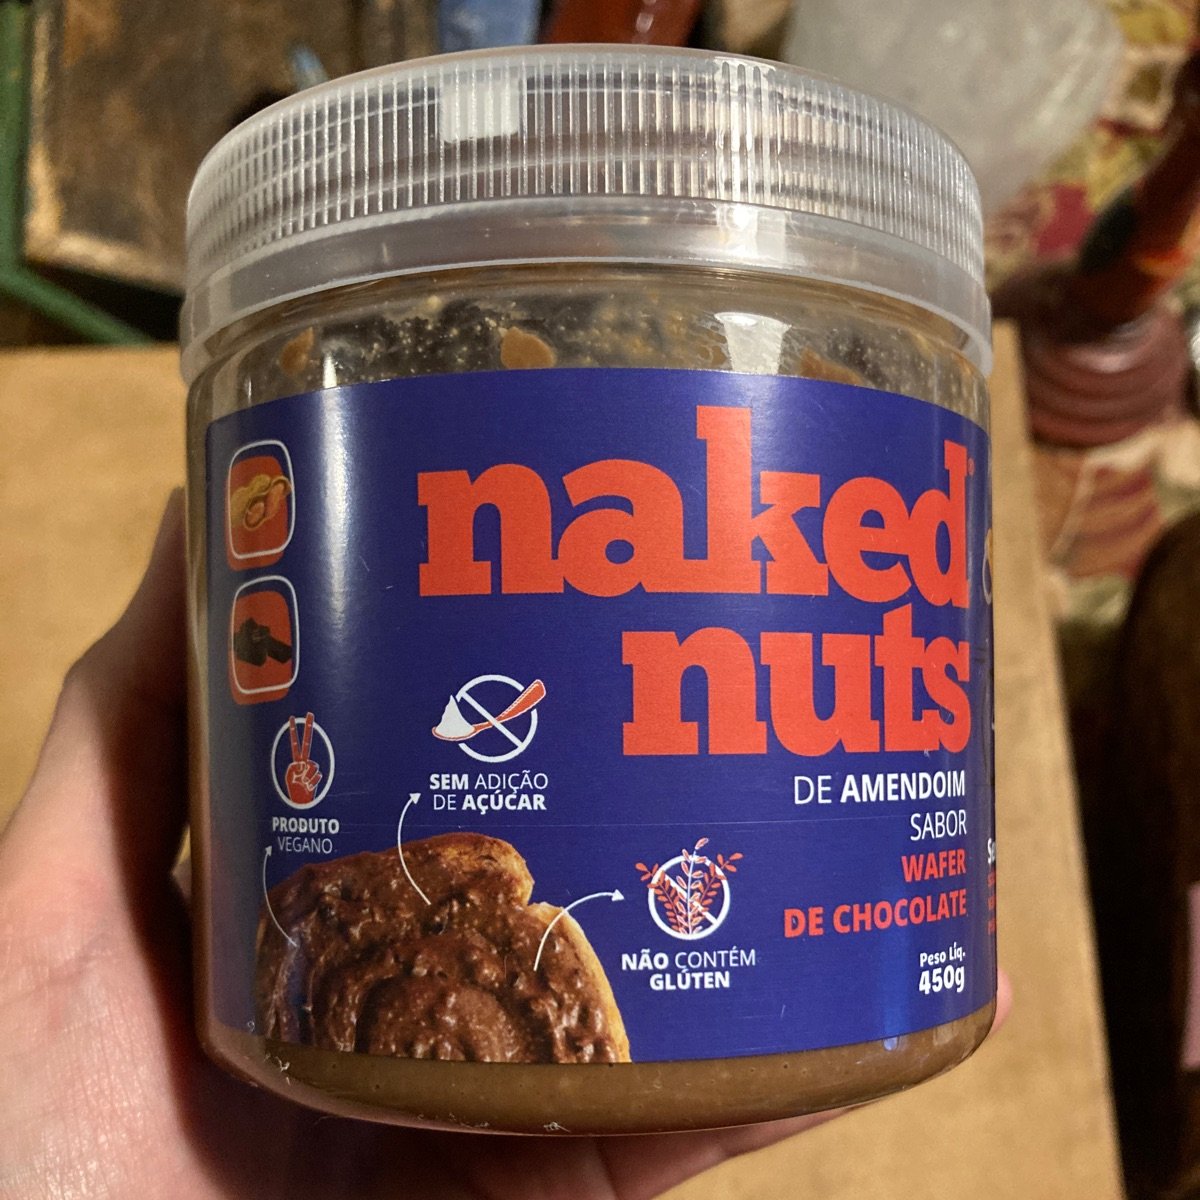 naked
nuts
DE AMENDOIM
SABOR
WAFER
DE CHOCOLATE
Peso Líq.
450g
SEM ADIÇÃO
DE AÇÚCAR
PRODUTO
VEGANO
NÃO CONTÉM
GLÚTEN